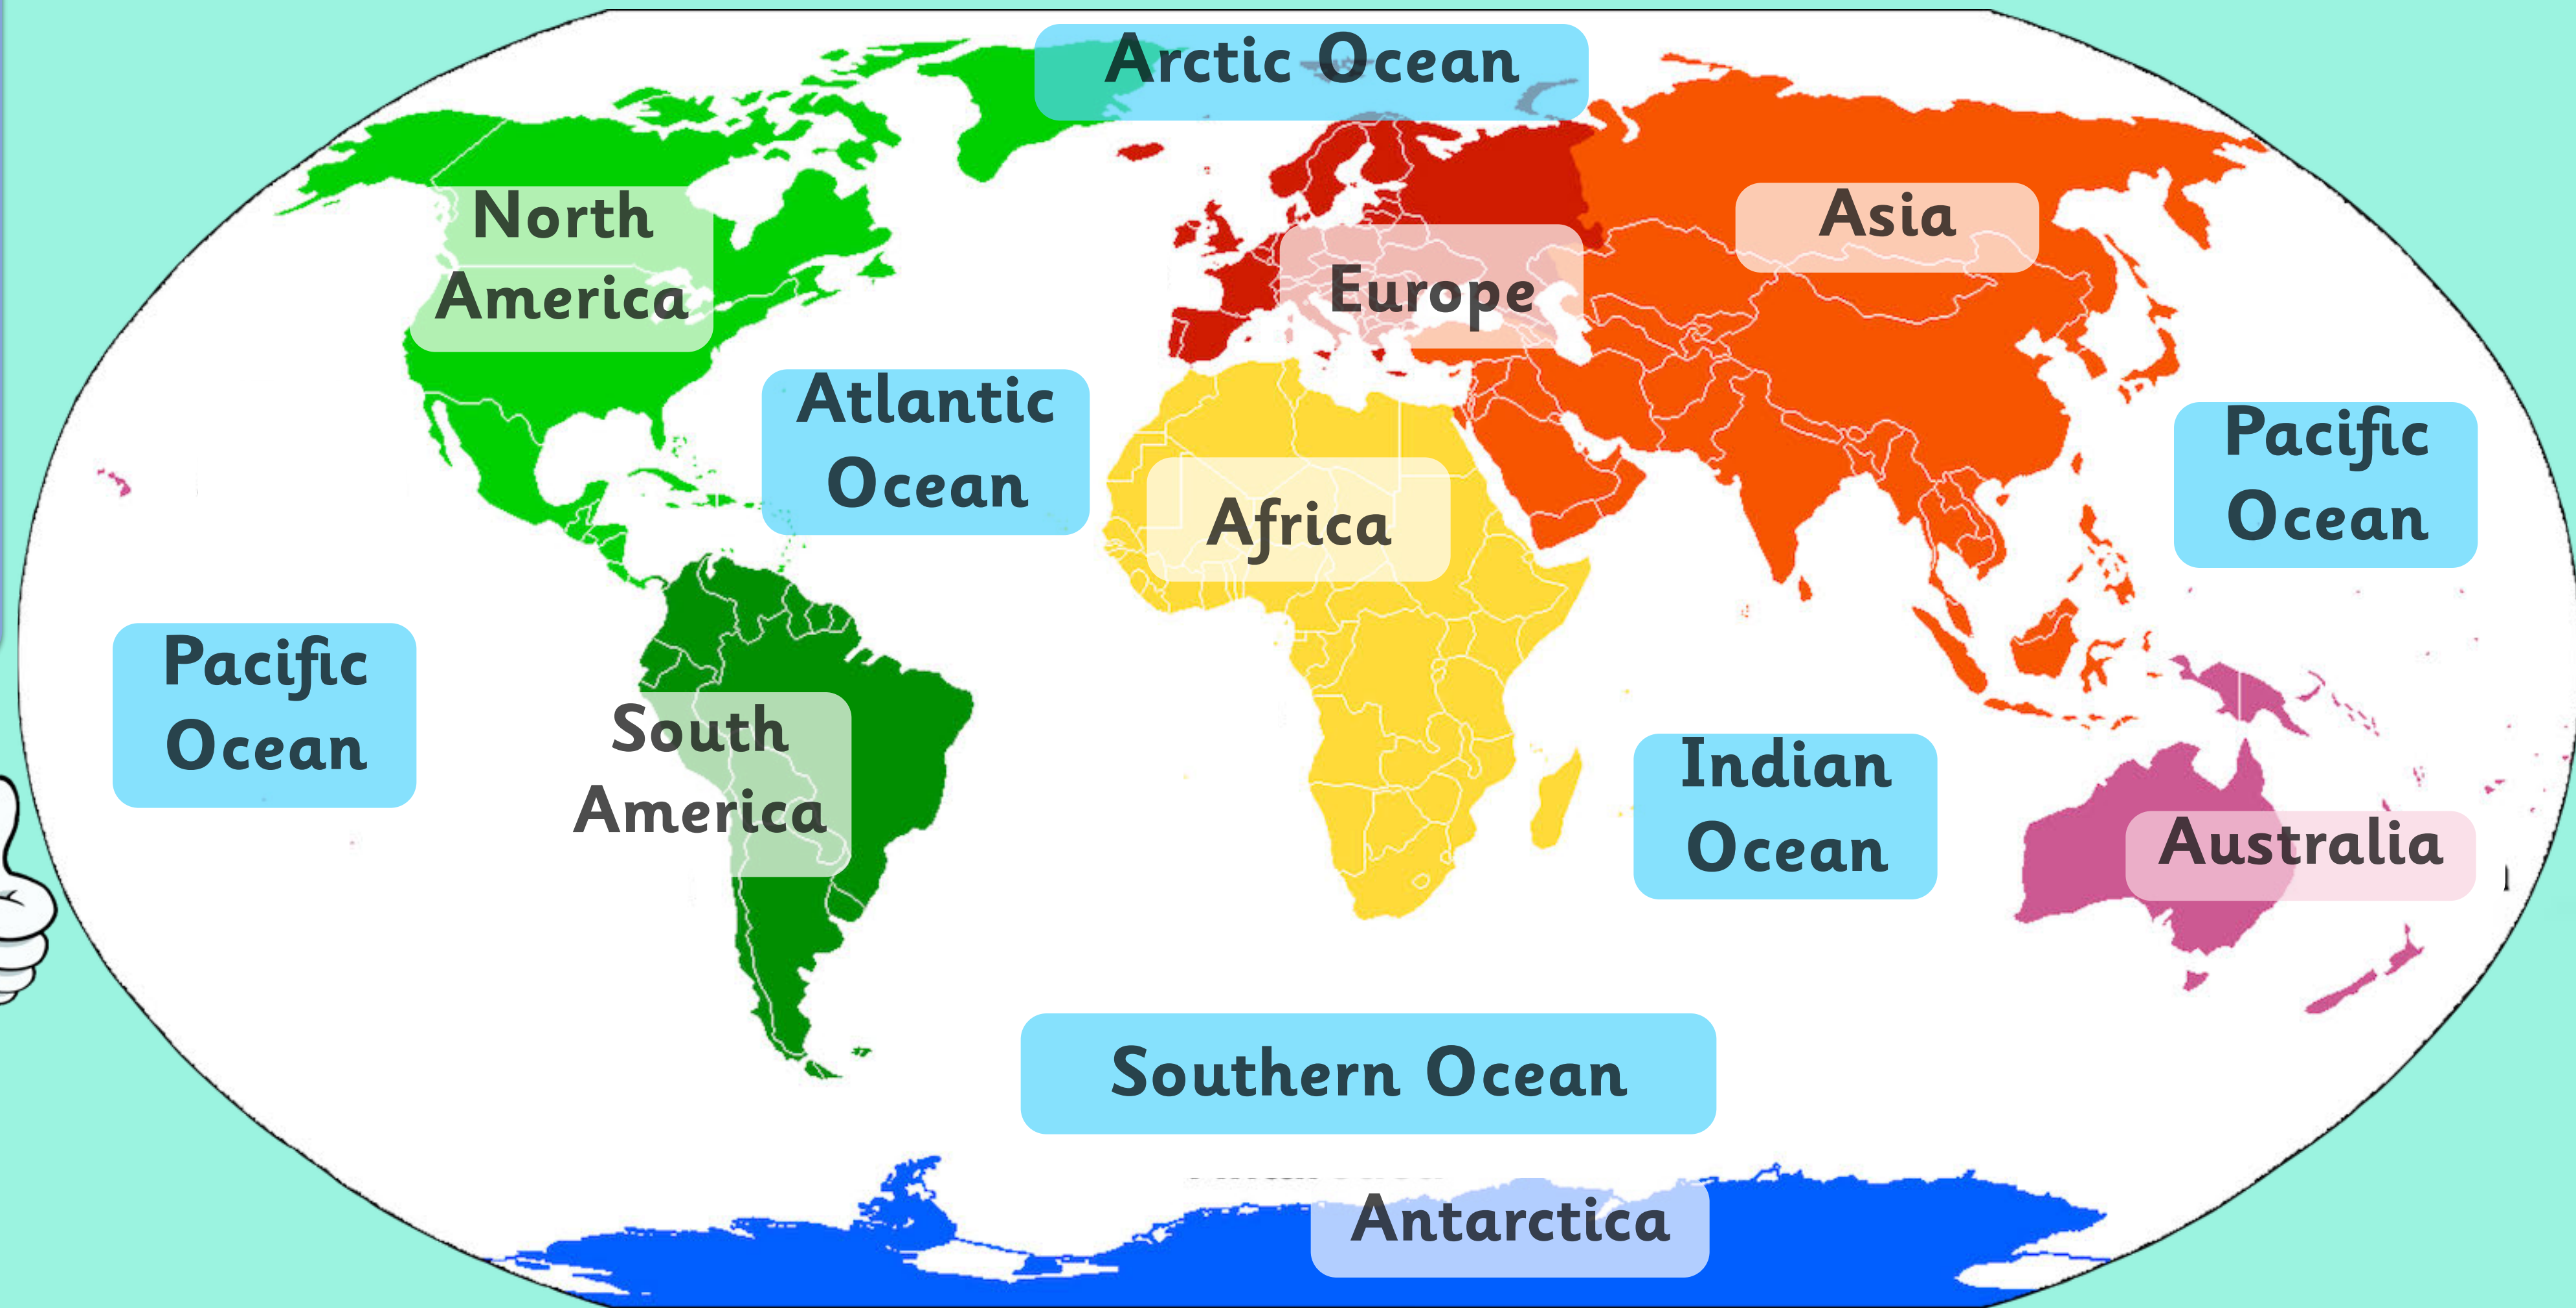 Arctic Ocean
North
America
Asia
Europe
Atlantic
Ocean
Pacific
Ocean
Africa
Pacific
Ocean
South
America
Indian
Ocean
Australia
Southern Ocean
Antarctica